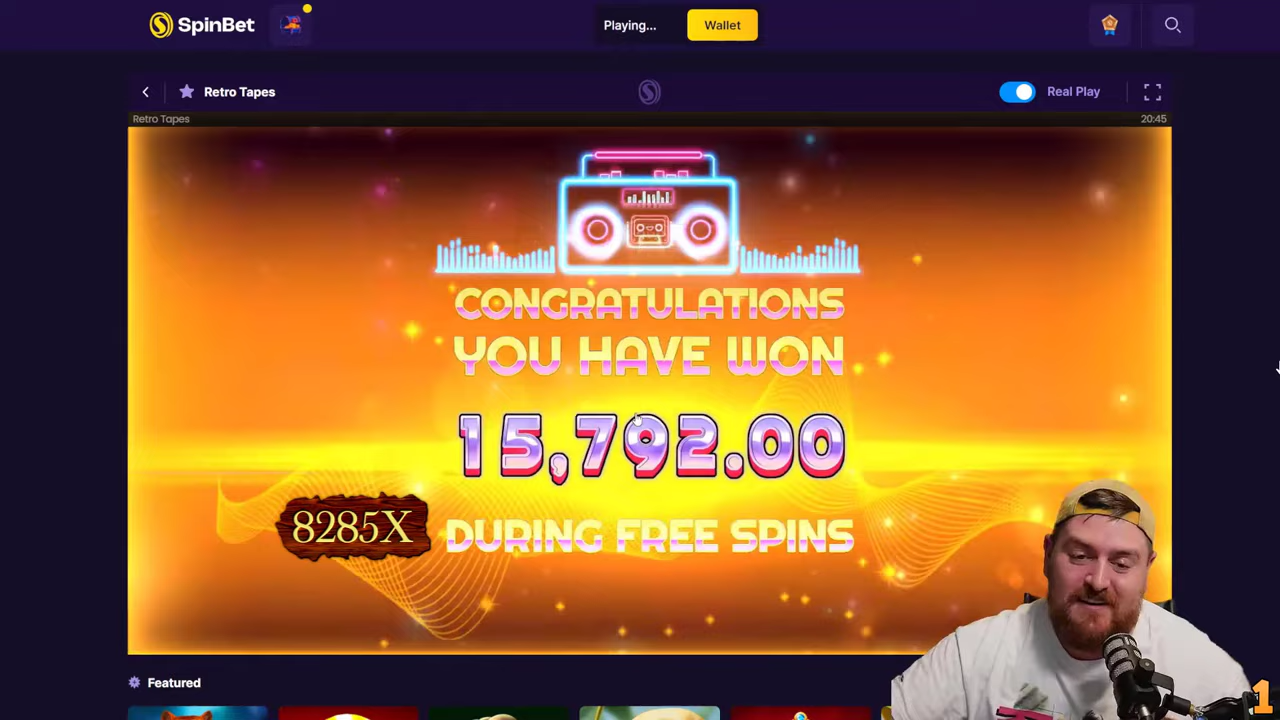 SpinBet
Playing...
Wallet
Retro Tapes
Real Play
Retro Tapes
20:45
CONGRATULATIONS
YOU HAVE WON
15,792.00
8285X
DURING FREE SPINS
Featured
1